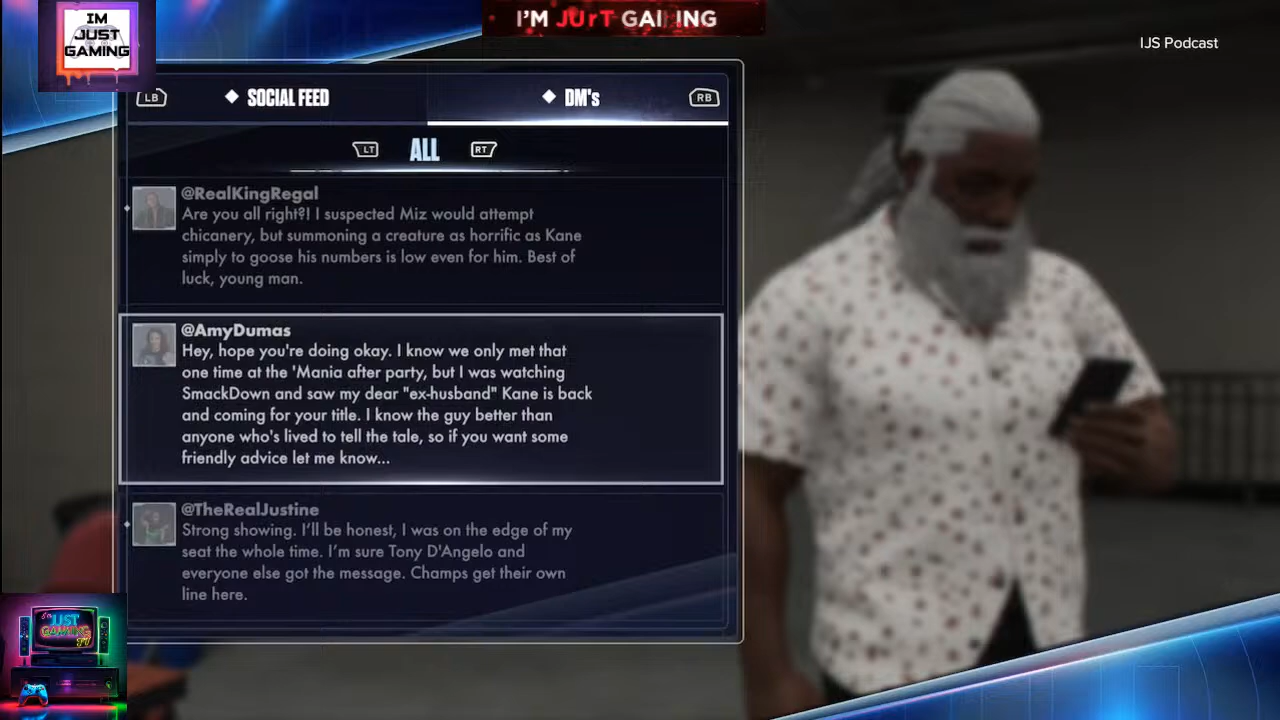 IM
JUST
GAMING
I'M JUrT GAI ING
IJS Podcast
LB
SOCIAL FEED
DM's
RB
LT
ALL
RT
@RealKingRegal
Are you all right?! I suspected Miz would attempt
chicanery, but summoning a creature as horrific as Kane
simply to goose his numbers is low even for him. Best of
luck, young man.
@AmyDumas
Hey, hope you're doing okay. I know we only met that
one time at the 'Mania after party, but I was watching
SmackDown and saw my dear "ex-husband" Kane is back
and coming for your title. I know the guy better than
anyone who's lived to tell the tale, so if you want some
friendly advice let me know...
@TheRealJustine
Strong showing. I'll be honest, I was on the edge of my
seat the whole time. I'm sure Tony D'Angelo and
everyone else got the message. Champs get their own
line here.
I'm
JUST
GAMING
TV